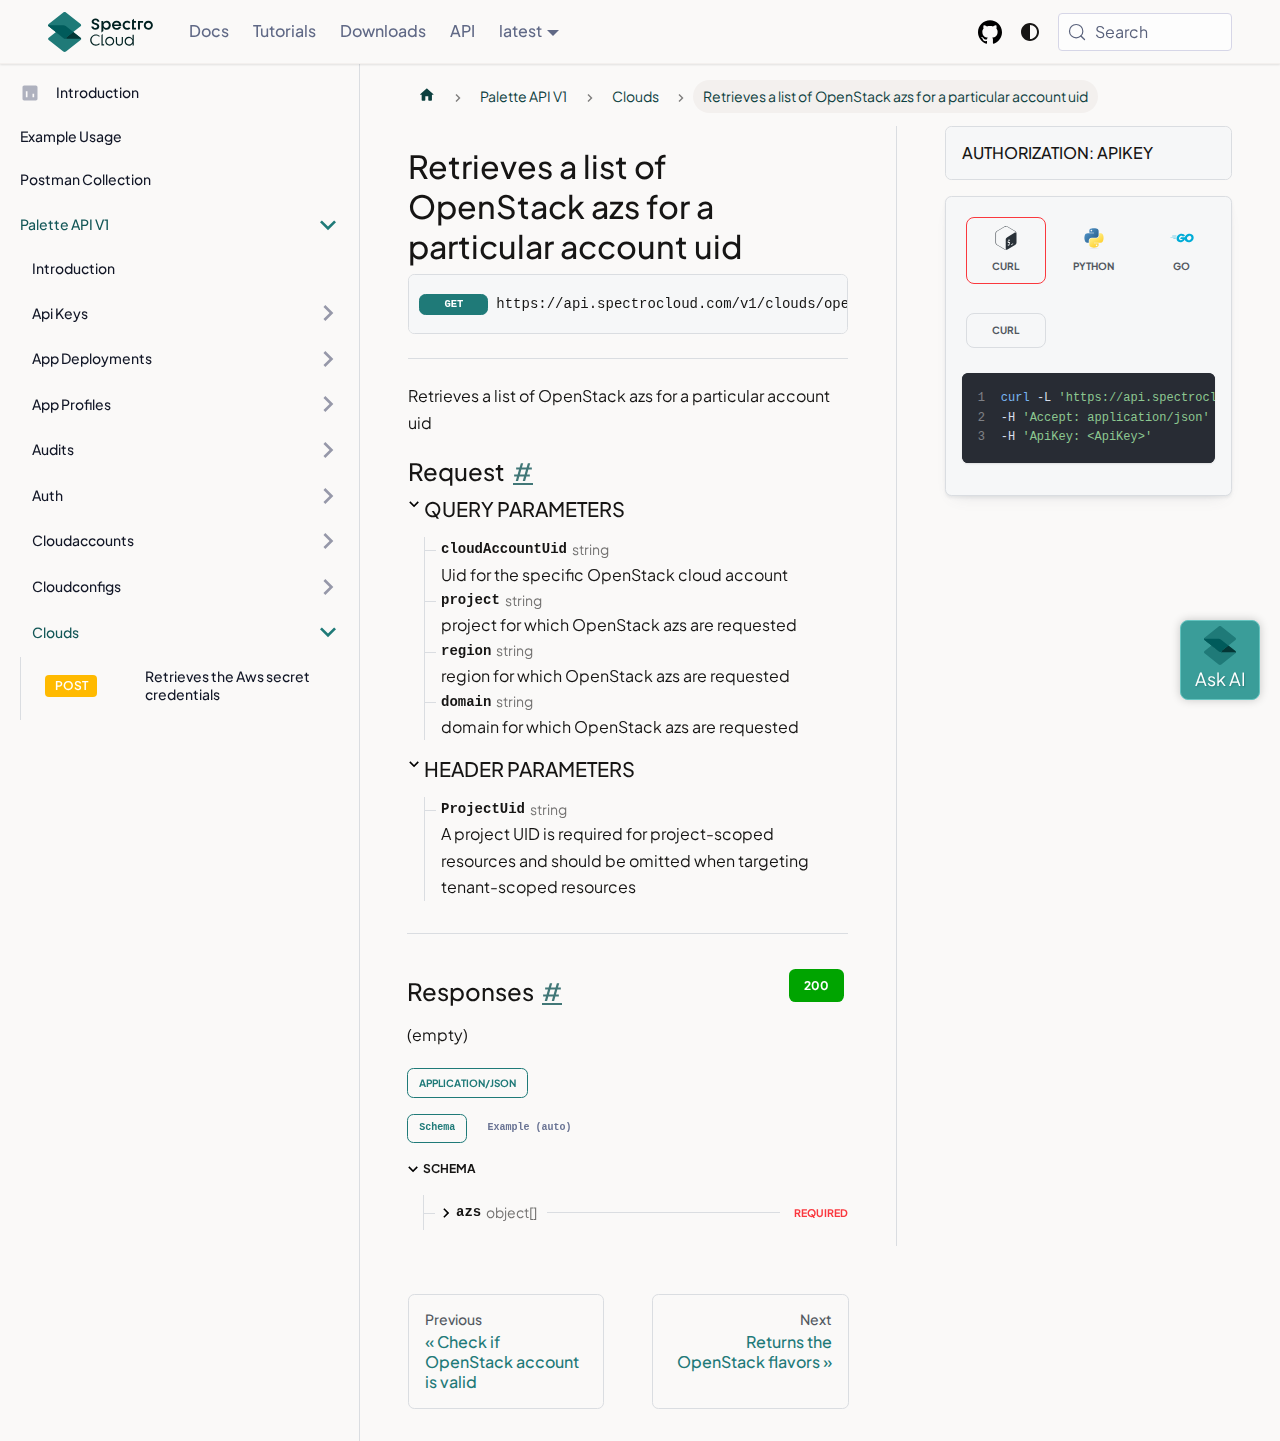 Spectro Cloud
Docs Tutorials Downloads API latest
Search
Introduction
Example Usage
Postman Collection
Palette API V1
Introduction
Api Keys
App Deployments
App Profiles
Audits
Auth
Cloudaccounts
Cloudconfigs
Clouds
POST Retrieves the Aws secret
credentials
Palette API V1 Clouds Retrieves a list of OpenStack azs for a particular account uid
Retrieves a list of
OpenStack azs for a
particular account uid
GET https://api.spectrocloud.com/v1/clouds/ope
Retrieves a list of OpenStack azs for a particular account
uid
Request #
QUERY PARAMETERS
cloudAccountUid string
Uid for the specific OpenStack cloud account
project string
project for which OpenStack azs are requested
region string
region for which OpenStack azs are requested
domain string
domain for which OpenStack azs are requested
HEADER PARAMETERS
ProjectUid string
A project UID is required for project-scoped
resources and should be omitted when targeting
tenant-scoped resources
Responses #
200
(empty)
APPLICATION/JSON
Schema Example (auto)
SCHEMA
azs object[] REQUIRED
Previous
« Check if
OpenStack account
is valid
Next
Returns the
OpenStack flavors »
AUTHORIZATION: APIKEY
CURL PYTHON GO
CURL
1 curl -L 'https://api.spectrocl
2 -H 'Accept: application/json'
3 -H 'ApiKey: <ApiKey>'
Ask AI